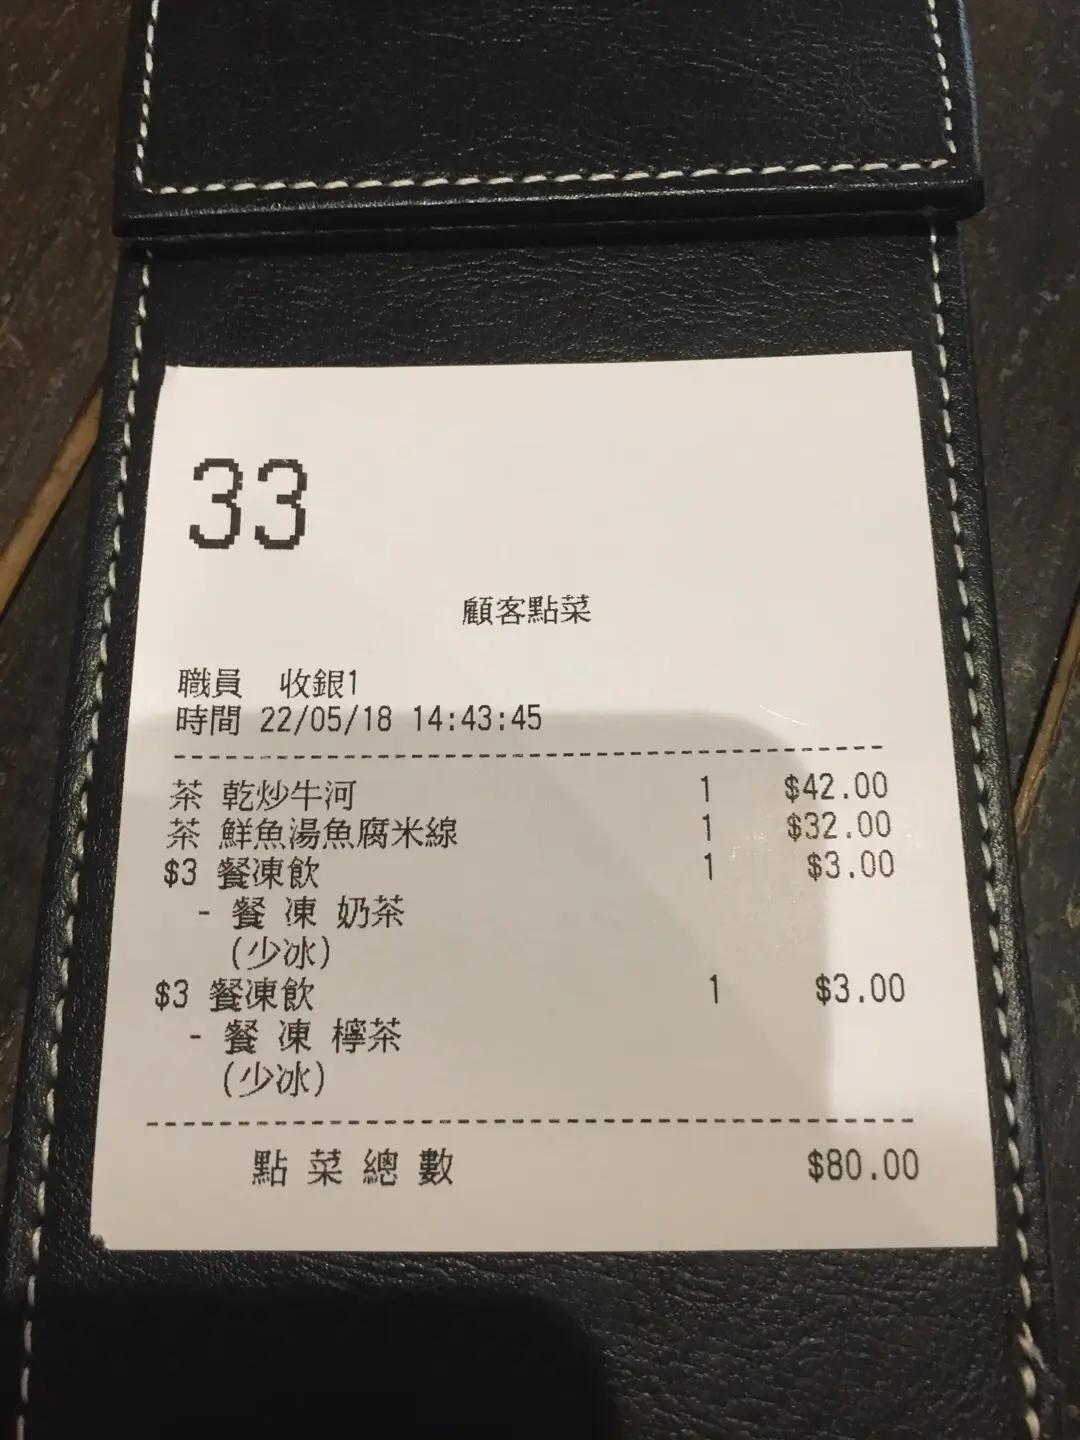 33
顧客點菜
職員 收銀1
時間 22/05/18 14:43:45
茶 乾炒牛河 1 $42.00
茶 鮮魚湯魚腐米線 1 $32.00
$3 餐凍飲 1 $3.00
- 餐 凍 奶茶
(少冰)
$3 餐凍飲 1 $3.00
- 餐 凍 檸茶
(少冰)
點 菜 總 數 $80.00